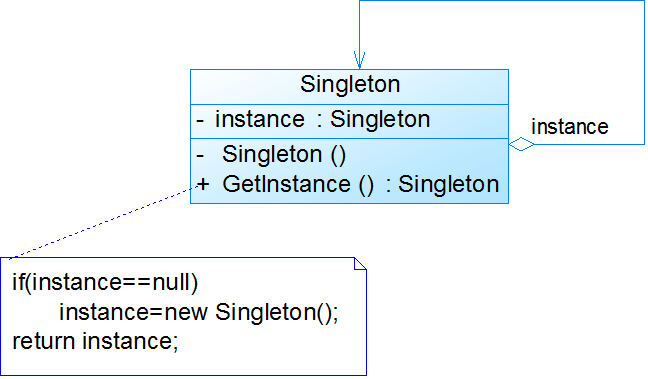 Singleton
- instance : Singleton
instance
- Singleton ()
+ GetInstance () : Singleton
if(instance==null)
instance=new Singleton();
return instance;